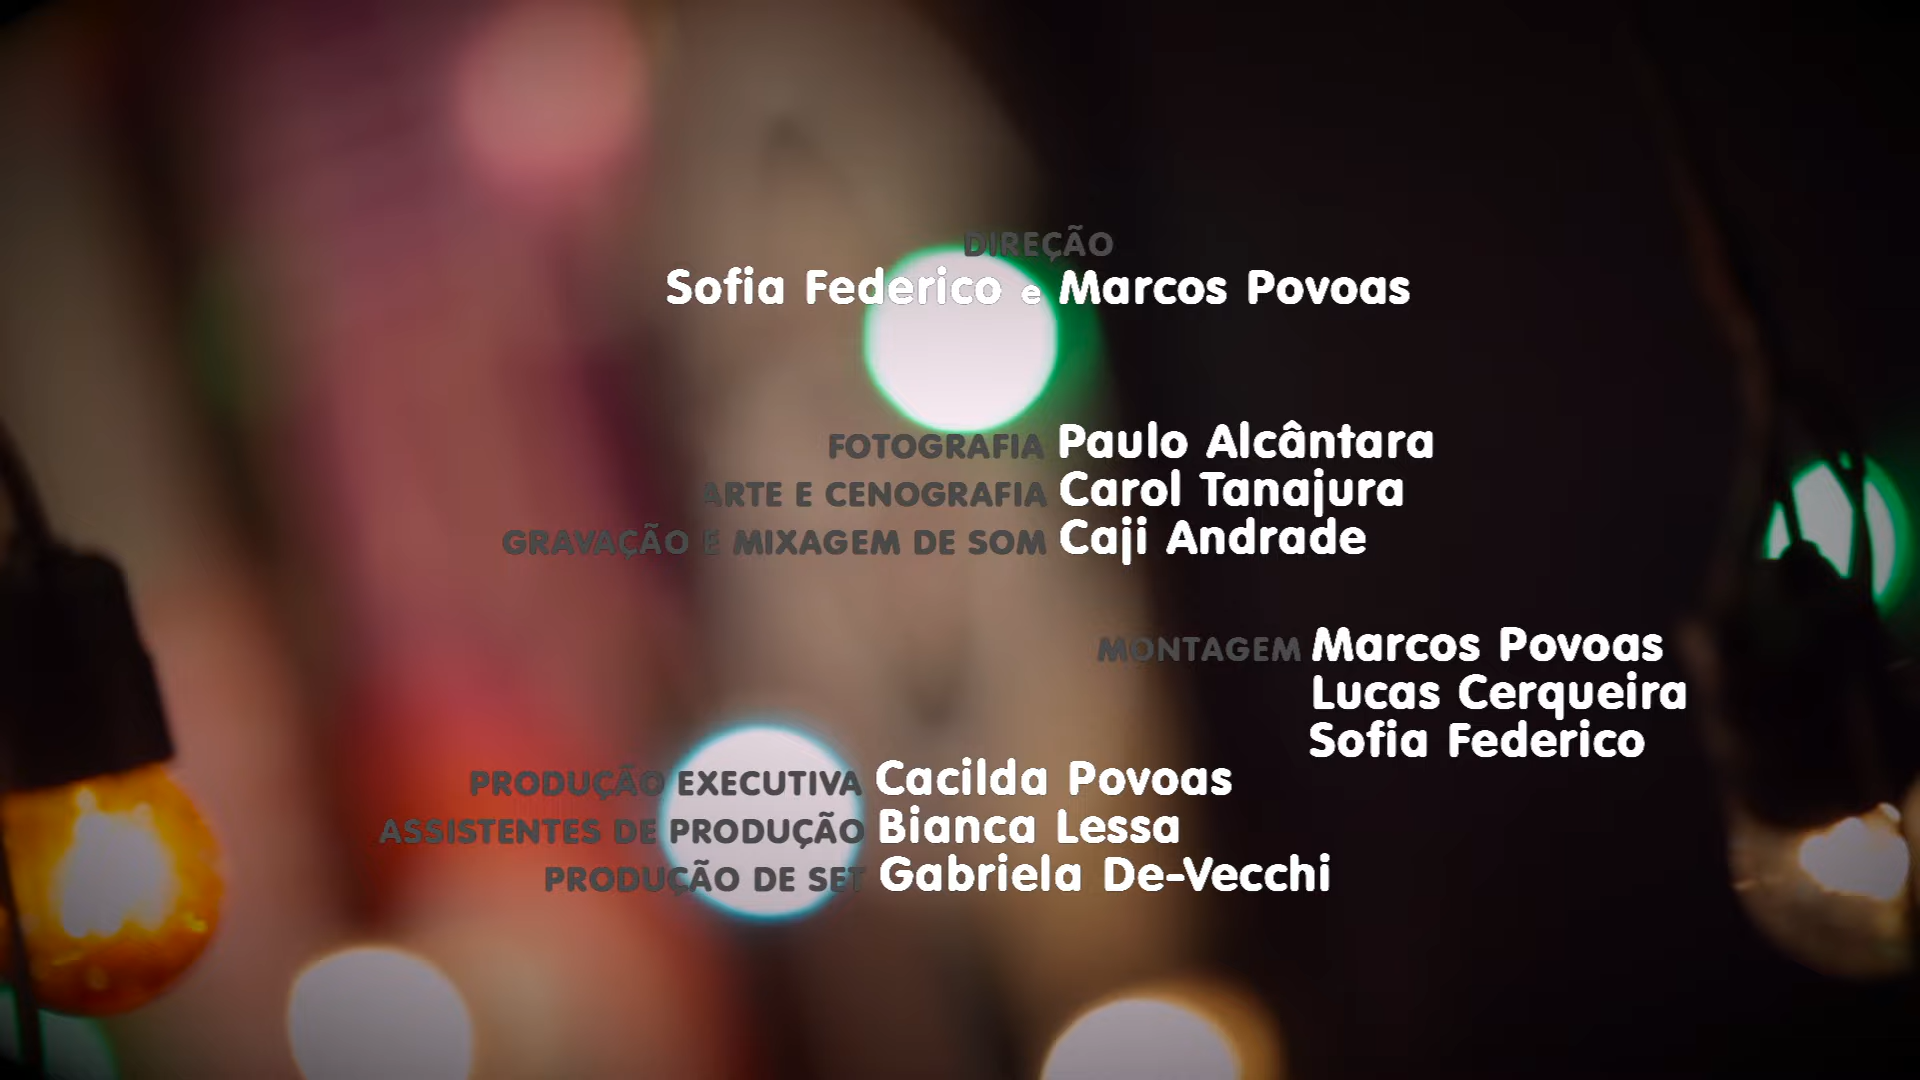 DIREÇÃO
Sofia Federico e Marcos Povoas
FOTOGRAFIA Paulo Alcântara
ARTE E CENOGRAFIA Carol Tanajura
GRAVAÇÃO E MIXAGEM DE SOM Caji Andrade
MONTAGEM Marcos Povoas
Lucas Cerqueira
Sofia Federico
PRODUÇÃO EXECUTIVA Cacilda Povoas
ASSISTENTES DE PRODUÇÃO Bianca Lessa
PRODUÇÃO DE SET Gabriela De-Vecchi